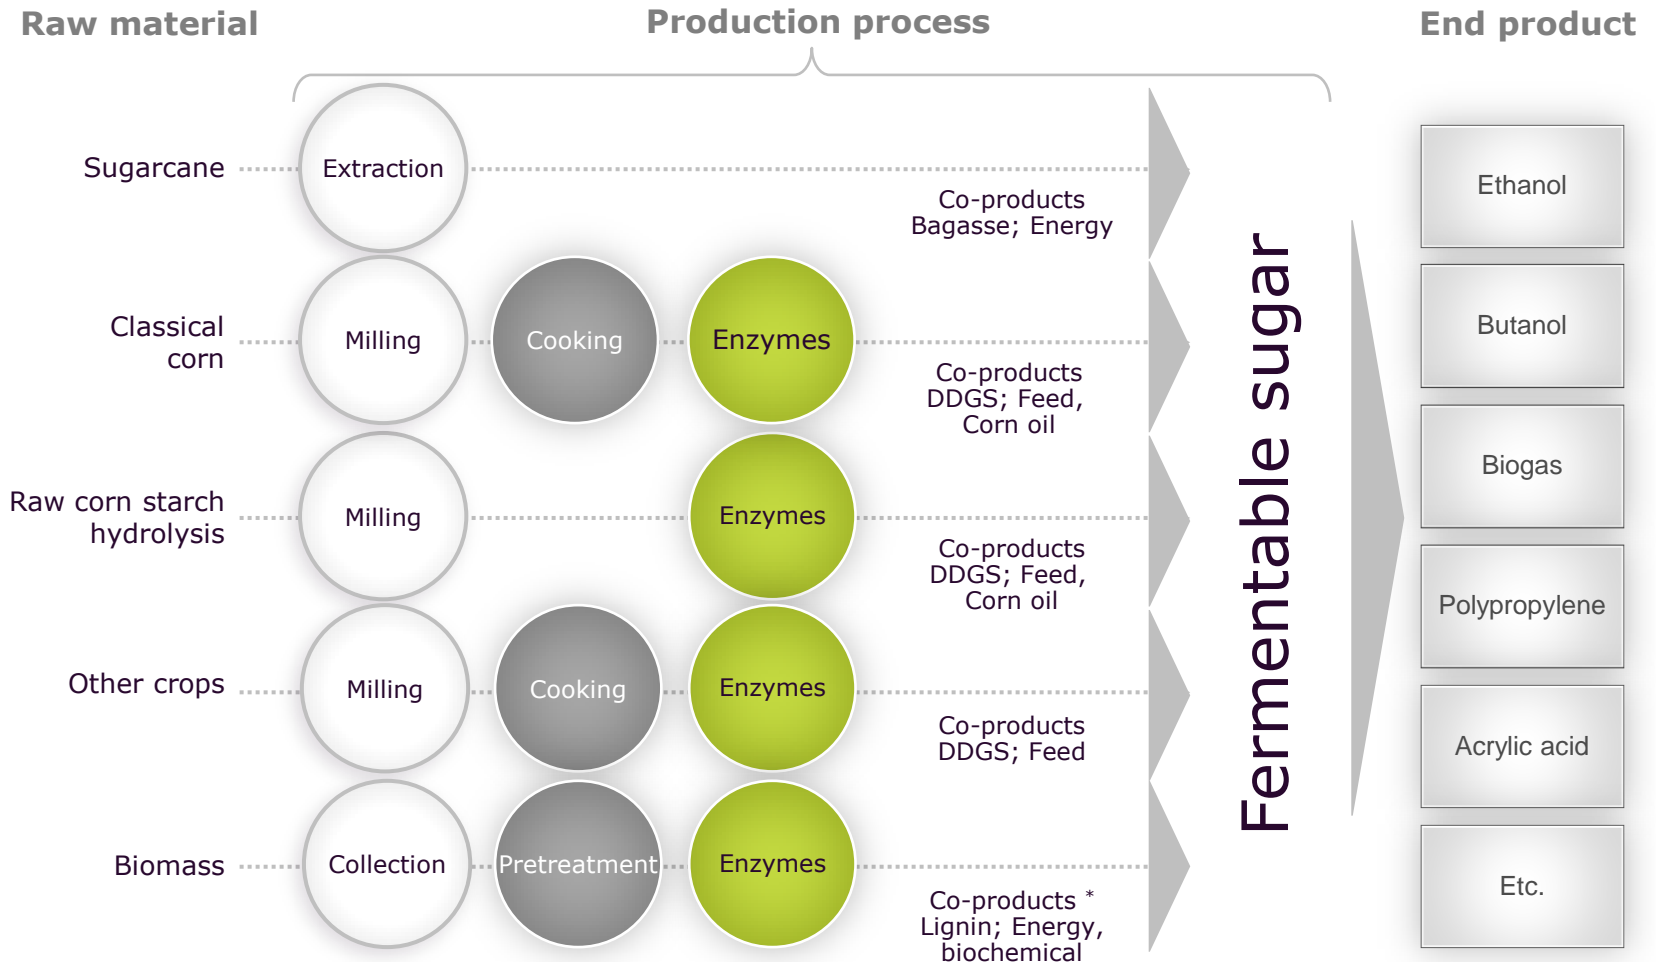 Raw material
Production process
End product
Sugarcane
Extraction
Co-products
Bagasse; Energy
Classical
corn
Milling
Cooking
Enzymes
Co-products
DDGS; Feed,
Corn oil
Raw corn starch
hydrolysis
Milling
Enzymes
Co-products
DDGS; Feed,
Corn oil
Other crops
Milling
Cooking
Enzymes
Co-products
DDGS; Feed
Biomass
Collection
Pretreatment
Enzymes
Co-products *
Lignin; Energy,
biochemical
Fermentable sugar
Ethanol
Butanol
Biogas
Polypropylene
Acrylic acid
Etc.